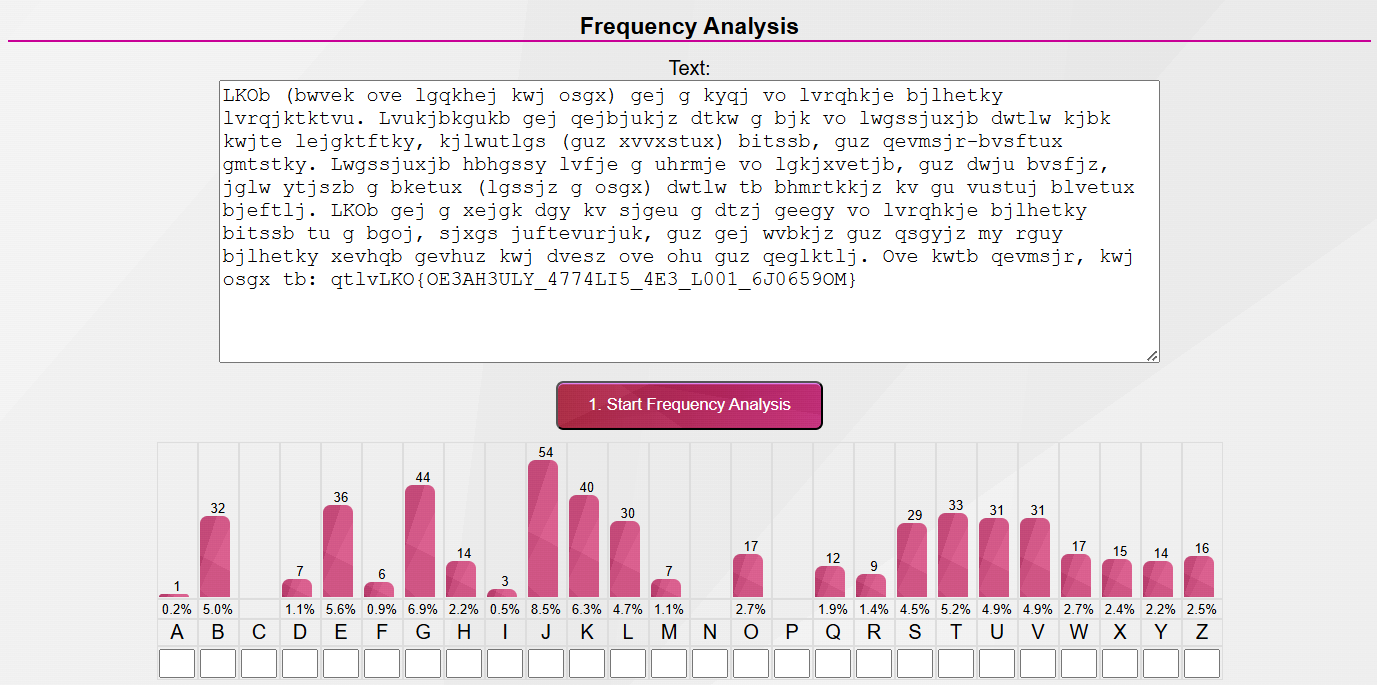 Frequency Analysis
Text:
LKOb (bwvek ove lgqkhej kwj osgx) gej g kyqj vo lvrqhkje bjlhetky
lvrqjktktvu. Lvukjbkgukb gej qejbjukjz dtkw g bjk vo lwgssjuxjb dwtlw kjbk
kwjte lejgktftky, kjlwutlgs (guz xvvxstux) bitssb, guz qevmsjr-bvsftux
gmtstky. Lwgssjuxjb hbhgssy lvfje g uhrmje vo lgkjxvetjb, guz dwju bvsfjz,
jglw ytjszb g bketux (lgssjz g osgx) dwtlw tb bhmrtkkjz kv gu vustuj blvetux
bjeftlj. LKOb gej g xejgk dgy kv sjgeu g dtzj geegy vo lvrqhkje bjlhetky
bitssb tu g bgoj, sjxgs juftevurjuk, guz gej wvbkjz guz qsgyjz my rguy
bjlhetky xevhqb gevhuz kwj dvesz ove ohu guz qeglktlj. Ove kwtb qevmsjr, kwj
osgx tb: qtlvLKO{OE3AH3ULY_4774LI5_4E3_L001_6J0659OM}
1. Start Frequency Analysis
1 32 7 36 6 44 14 3 54 40 30 7 17 12 9 29 33 31 31 17 15 14 16
0.2% 5.0% 1.1% 5.6% 0.9% 6.9% 2.2% 0.5% 8.5% 6.3% 4.7% 1.1% 2.7% 1.9% 1.4% 4.5% 5.2% 4.9% 4.9% 2.7% 2.4% 2.2% 2.5%
A B C D E F G H I J K L M N O P Q R S T U V W X Y Z